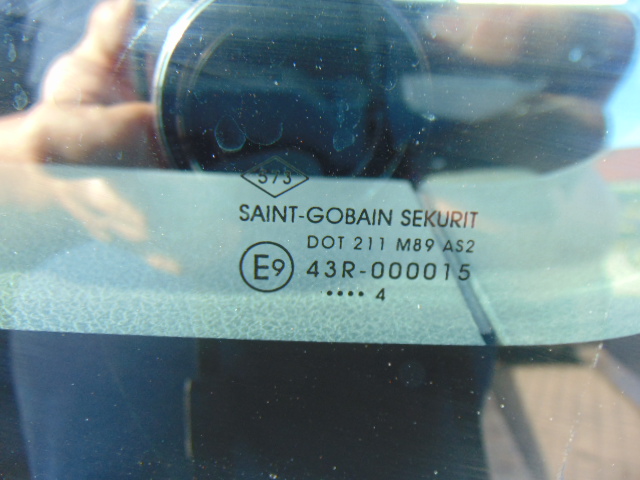 373
SAINT-GOBAIN SEKURIT
DOT 211 M89 AS2
E9 43R-000015
•••• 4